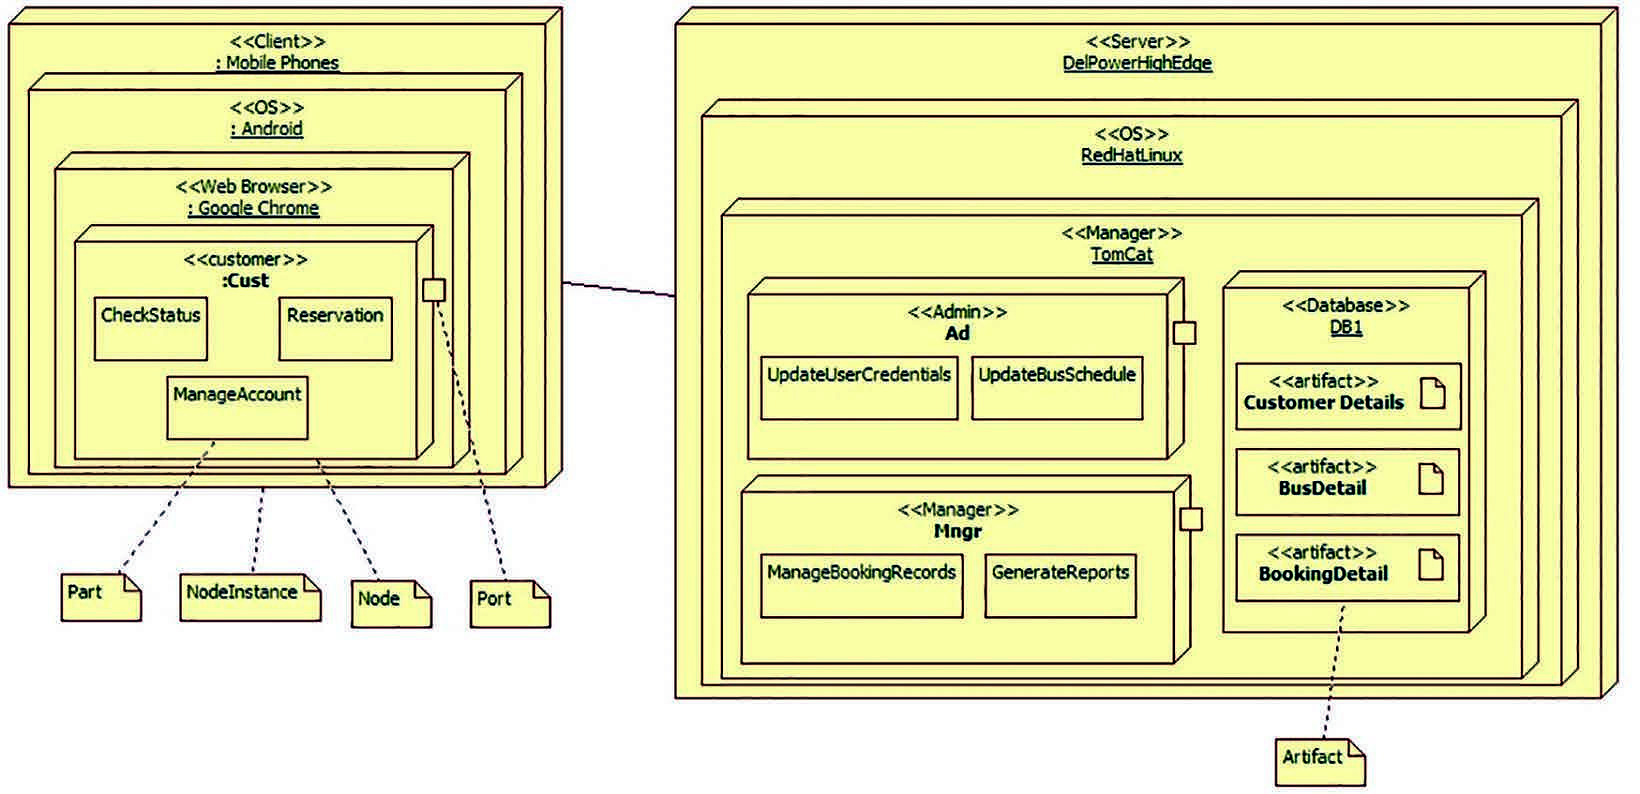 <<Client>>
: Mobile Phones
<<OS>>
: Android
<<Web Browser>>
: Google Chrome
<<customer>>
:Cust
CheckStatus
Reservation
ManageAccount
Part
NodeInstance
Node
Port
<<Server>>
DelPowerHighEdge
<<OS>>
RedHatLinux
<<Manager>>
TomCat
<<Admin>>
Ad
UpdateUserCredentials
UpdateBusSchedule
<<Manager>>
Mngr
ManageBookingRecords
GenerateReports
<<Database>>
DB1
<<artifact>>
Customer Details
<<artifact>>
BusDetail
<<artifact>>
BookingDetail
Artifact